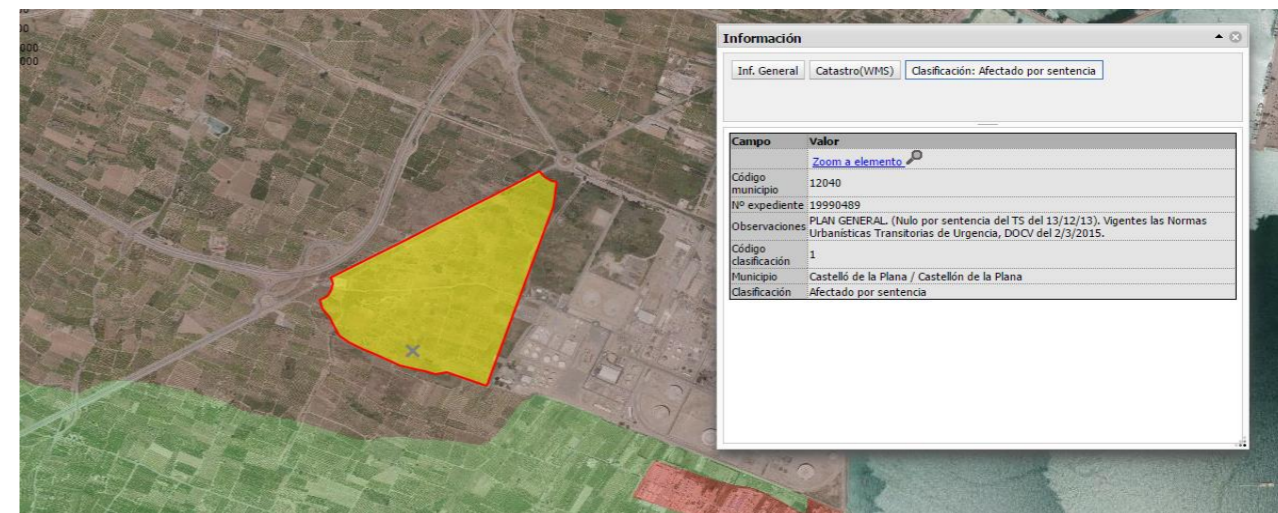 00
000
000
Información
Inf. General
Catastro(WMS)
Clasificación: Afectado por sentencia
Campo Valor
Zoom a elemento
Código municipio 12040
Nº expediente 19990489
Observaciones PLAN GENERAL. (Nulo por sentencia del TS del 13/12/13). Vigentes las Normas
Urbanísticas Transitorias de Urgencia, DOCV del 2/3/2015.
Código clasificación 1
Municipio Castelló de la Plana / Castellón de la Plana
Clasificación Afectado por sentencia